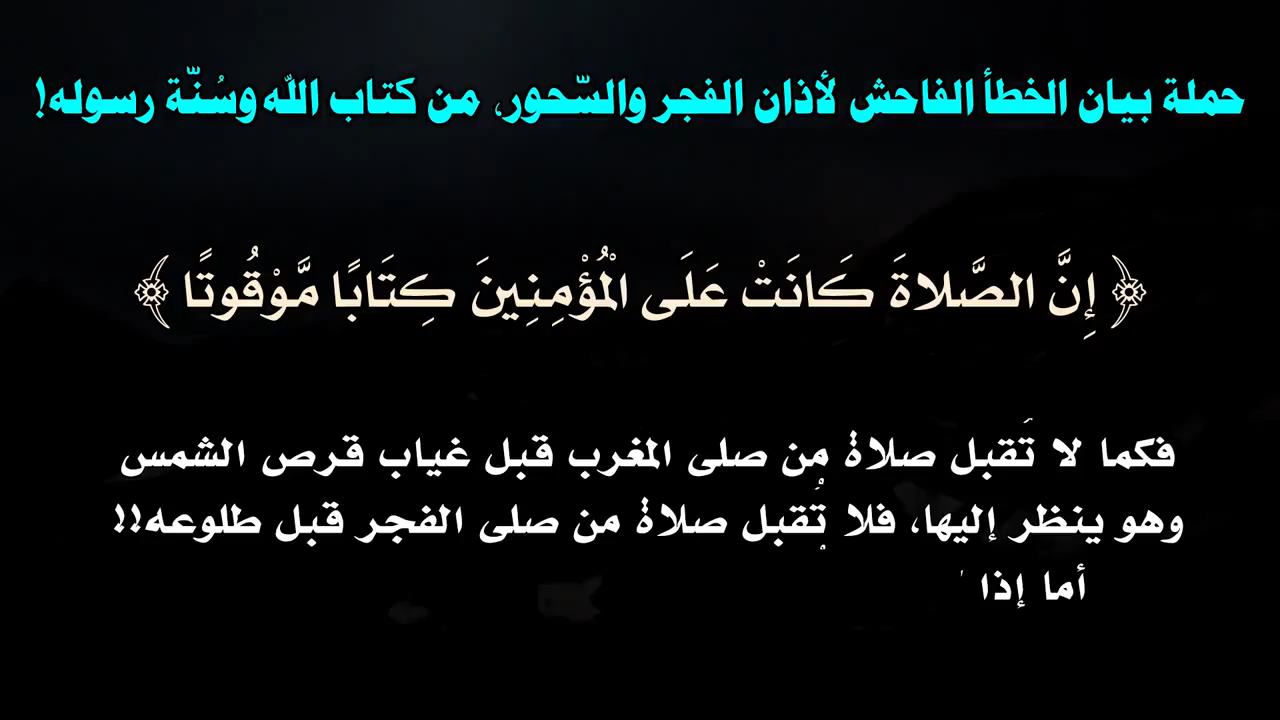 حملة بيان الخطأ الفاحش لأذان الفجر والسّحور، من كتاب الله وسُنّة رسوله!
﴿ إِنَّ الصَّلاةَ كَانَتْ عَلَى الْمُؤْمِنِينَ كِتَابًا مَّوْقُوتًا ﴾
فكما لا تُقبل صلاةُ من صلى المغرب قبل غياب قرص الشمس
وهو ينظر إليها، فلا تُقبل صلاةُ من صلى الفجر قبل طلوعه!!
أما إذا